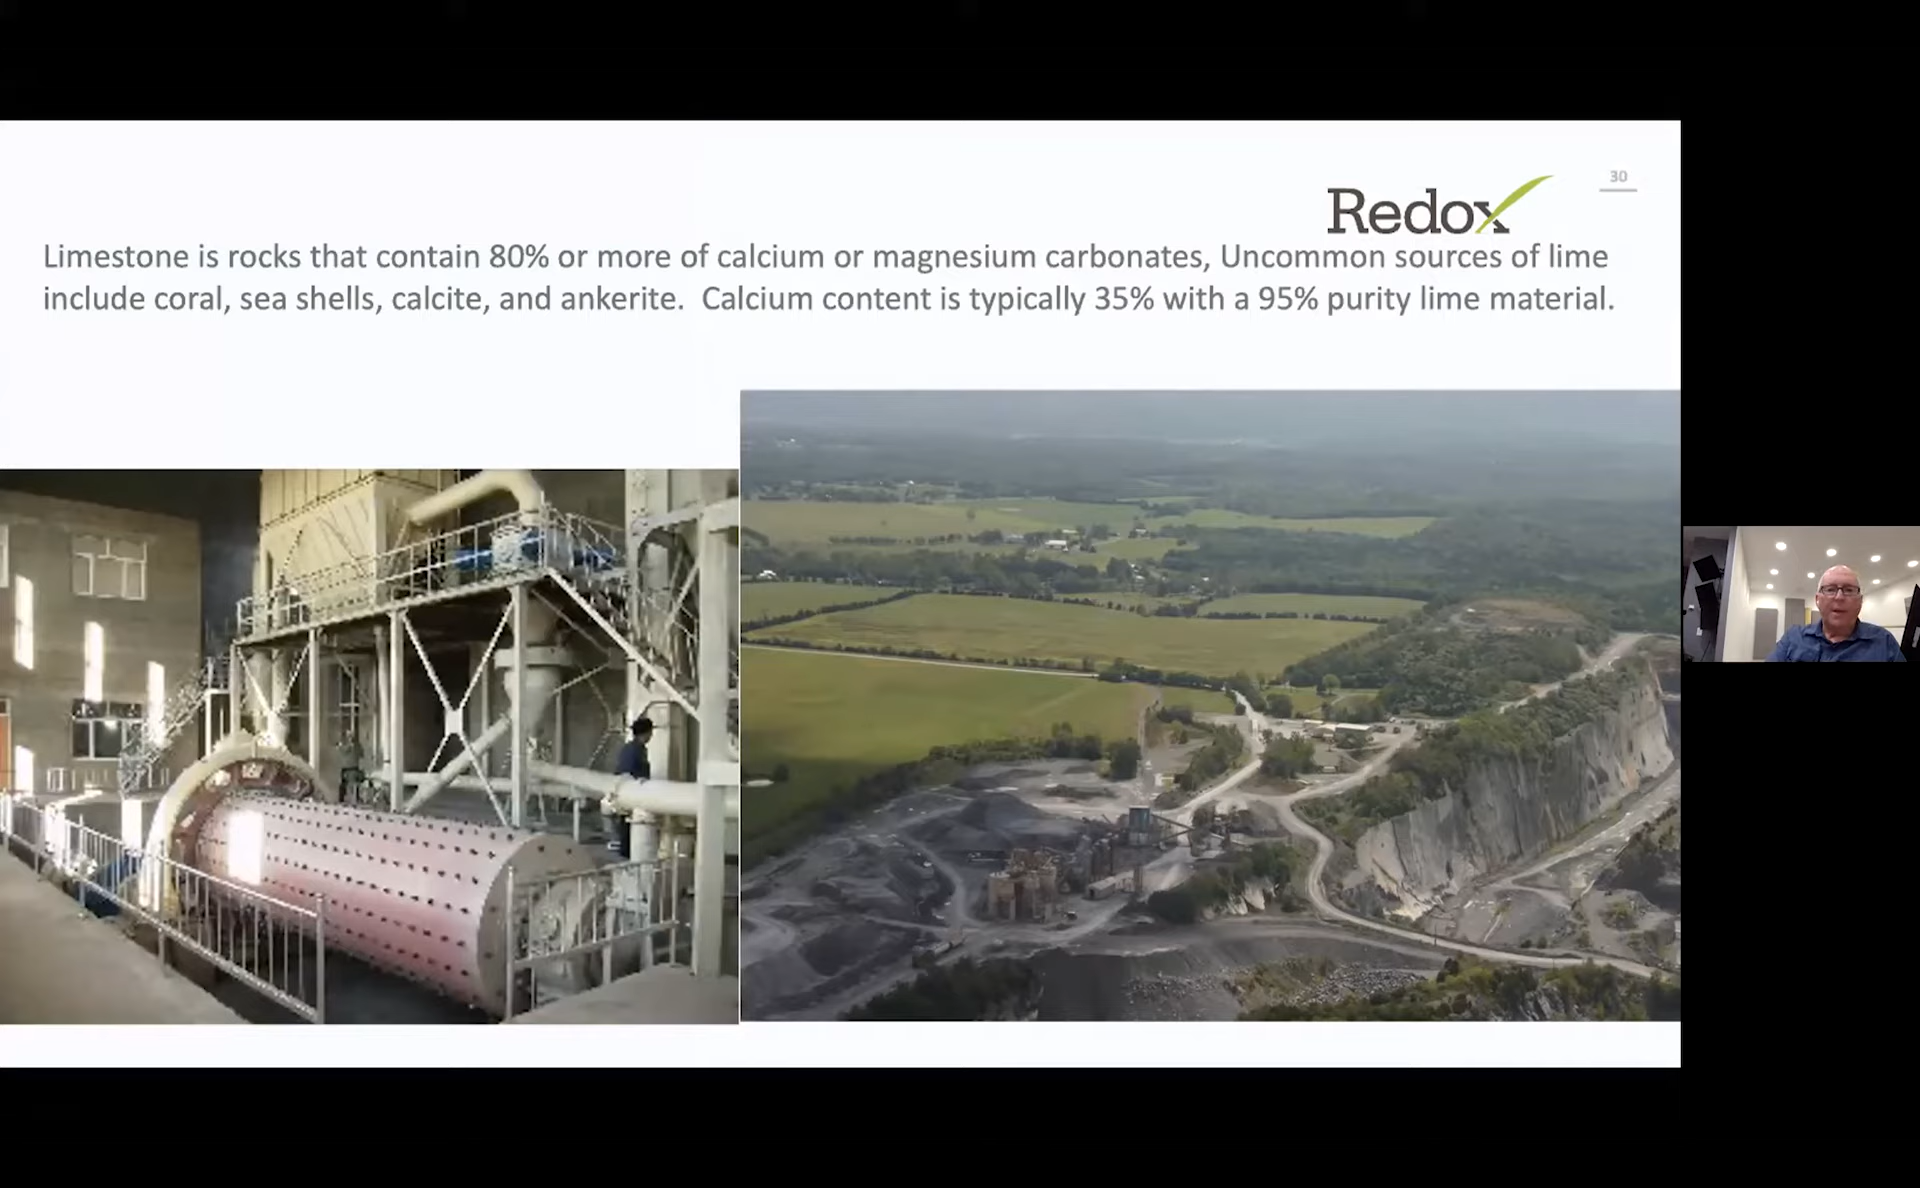 30
Redox
Limestone is rocks that contain 80% or more of calcium or magnesium carbonates, Uncommon sources of lime
include coral, sea shells, calcite, and ankerite.  Calcium content is typically 35% with a 95% purity lime material.